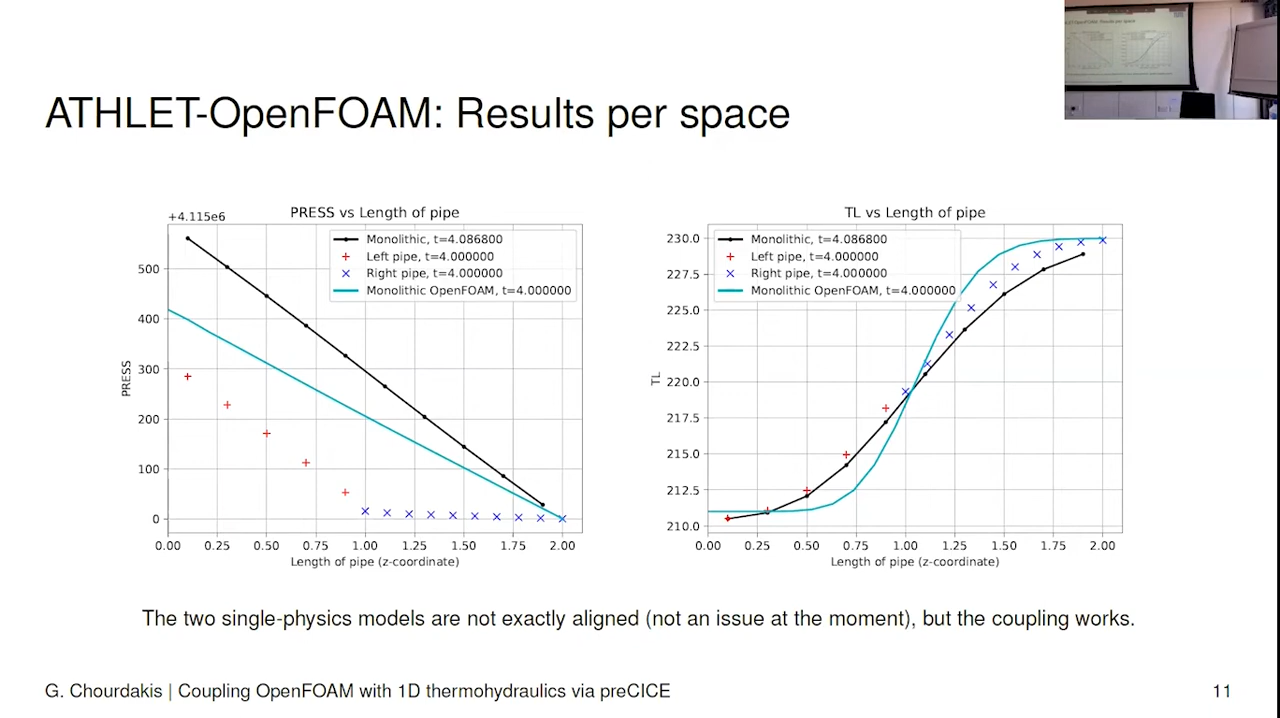 ATHLET-OpenFOAM: Results per space
+4.115e6
PRESS vs Length of pipe
Monolithic, t=4.086800
Left pipe, t=4.000000
Right pipe, t=4.000000
Monolithic OpenFOAM, t=4.000000
PRESS
500
400
300
200
100
0
0.00 0.25 0.50 0.75 1.00 1.25 1.50 1.75 2.00
Length of pipe (z-coordinate)
TL vs Length of pipe
Monolithic, t=4.086800
Left pipe, t=4.000000
Right pipe, t=4.000000
Monolithic OpenFOAM, t=4.000000
TL
230.0
227.5
225.0
222.5
220.0
217.5
215.0
212.5
210.0
0.00 0.25 0.50 0.75 1.00 1.25 1.50 1.75 2.00
Length of pipe (z-coordinate)
The two single-physics models are not exactly aligned (not an issue at the moment), but the coupling works.
G. Chourdakis | Coupling OpenFOAM with 1D thermohydraulics via preCICE
11